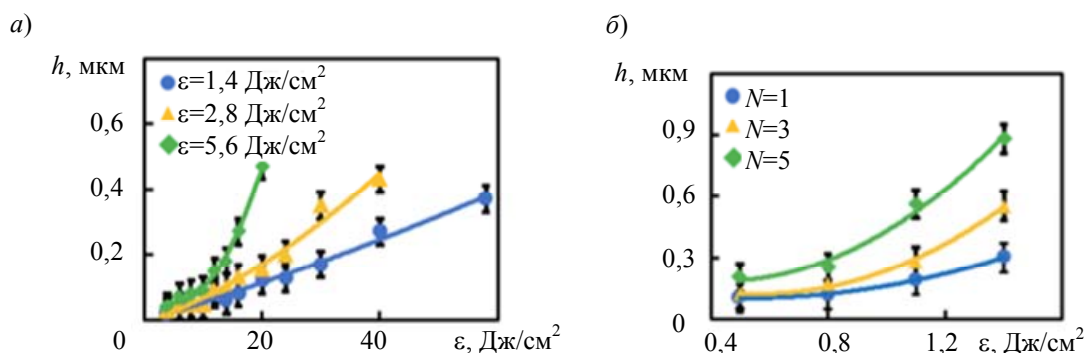 а)
h, мкм
ε=1,4 Дж/см²
ε=2,8 Дж/см²
ε=5,6 Дж/см²
0,6
0,4
0,2
0
20
40
ε, Дж/см²
б)
h, мкм
N=1
N=3
N=5
0,9
0,6
0,3
0
0,4
0,8
1,2
ε, Дж/см²